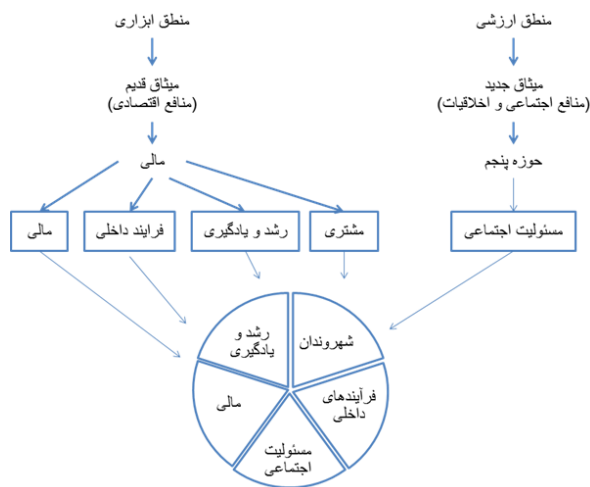 منطق ارزشی
منطق ابزاری
میثاق جدید
(منافع اجتماعی و اخلاقیات)
میثاق قدیم
(منافع اقتصادی)
حوزه پنجم
مالی
مسئولیت اجتماعی
مشتری
رشد و یادگیری
فرایند داخلی
مالی
شهروندان
رشد و
یادگیری
فرآیندهای
داخلی
مالی
مسئولیت
اجتماعی